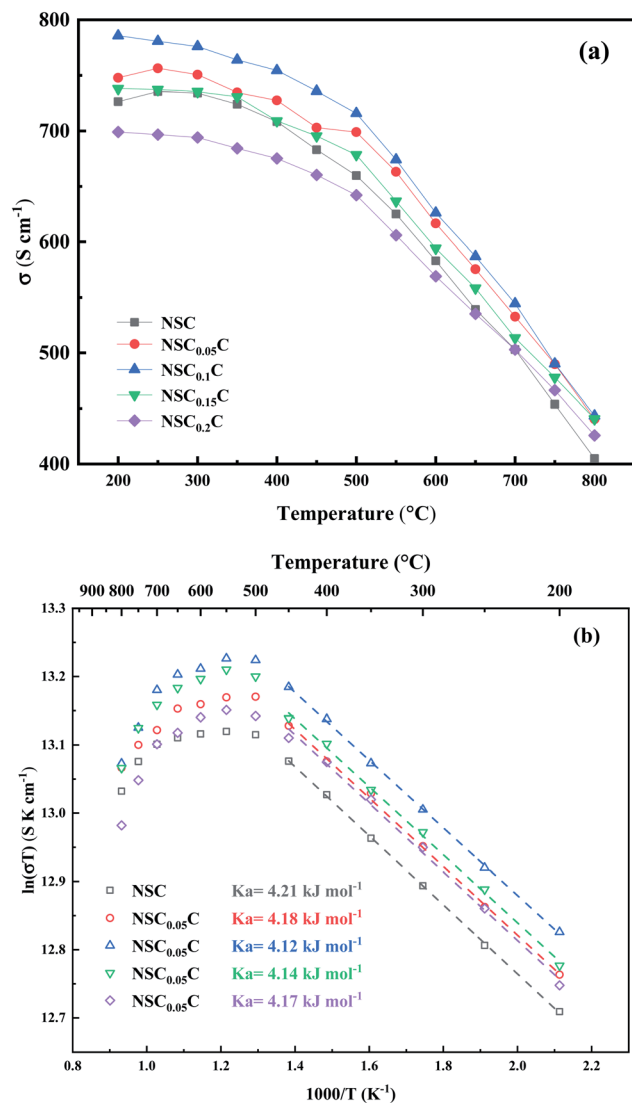 (a)
800
700
600
500
400
σ (S cm⁻¹)
NSC
NSC₀.₀₅C
NSC₀.₁C
NSC₀.₁₅C
NSC₀.₂C
200 300 400 500 600 700 800
Temperature (°C)
Temperature (°C)
900 800 700 600 500 400 300 200
(b)
13.3
13.2
13.1
13.0
12.9
12.8
12.7
ln(σT) (S K cm⁻¹)
NSC Ka= 4.21 kJ mol⁻¹
NSC₀.₀₅C Ka= 4.18 kJ mol⁻¹
NSC₀.₀₅C Ka= 4.12 kJ mol⁻¹
NSC₀.₀₅C Ka= 4.14 kJ mol⁻¹
NSC₀.₀₅C Ka= 4.17 kJ mol⁻¹
0.8 1.0 1.2 1.4 1.6 1.8 2.0 2.2
1000/T (K⁻¹)